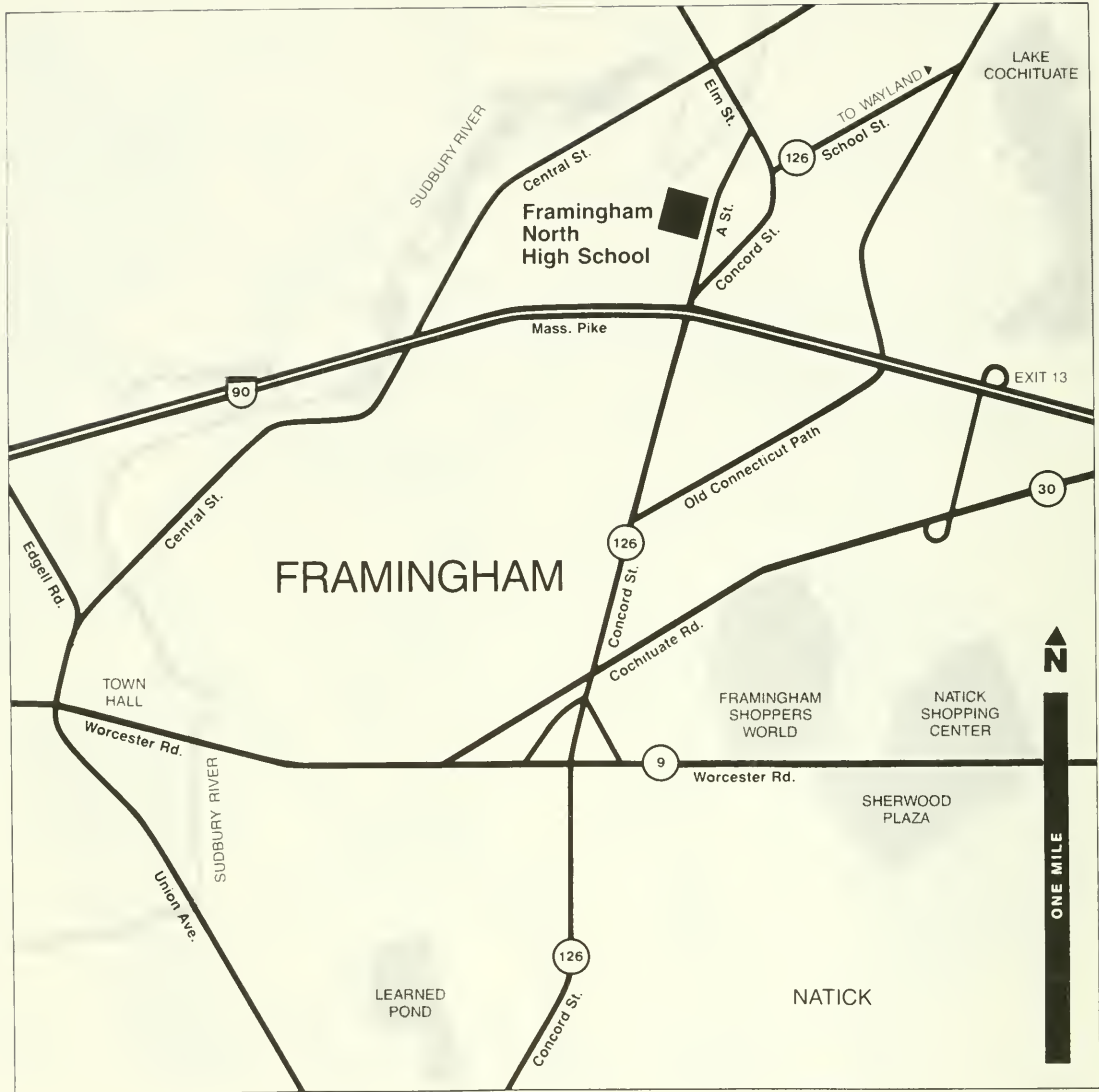 LAKE
COCHITUATE
Elm St.
TO WAYLAND
126
School St.
SUDBURY RIVER
Central St.
Framingham
North
High School
A St.
Concord St.
Mass. Pike
90
EXIT 13
Old Connecticut Path
30
Central St.
126
Edgell Rd.
FRAMINGHAM
Concord St.
Cochituate Rd.
N
TOWN
HALL
FRAMINGHAM
SHOPPERS
WORLD
NATICK
SHOPPING
CENTER
Worcester Rd.
9
Worcester Rd.
SHERWOOD
PLAZA
SUDBURY RIVER
ONE MILE
Union Ave.
126
LEARNED
POND
NATICK
Concord St.